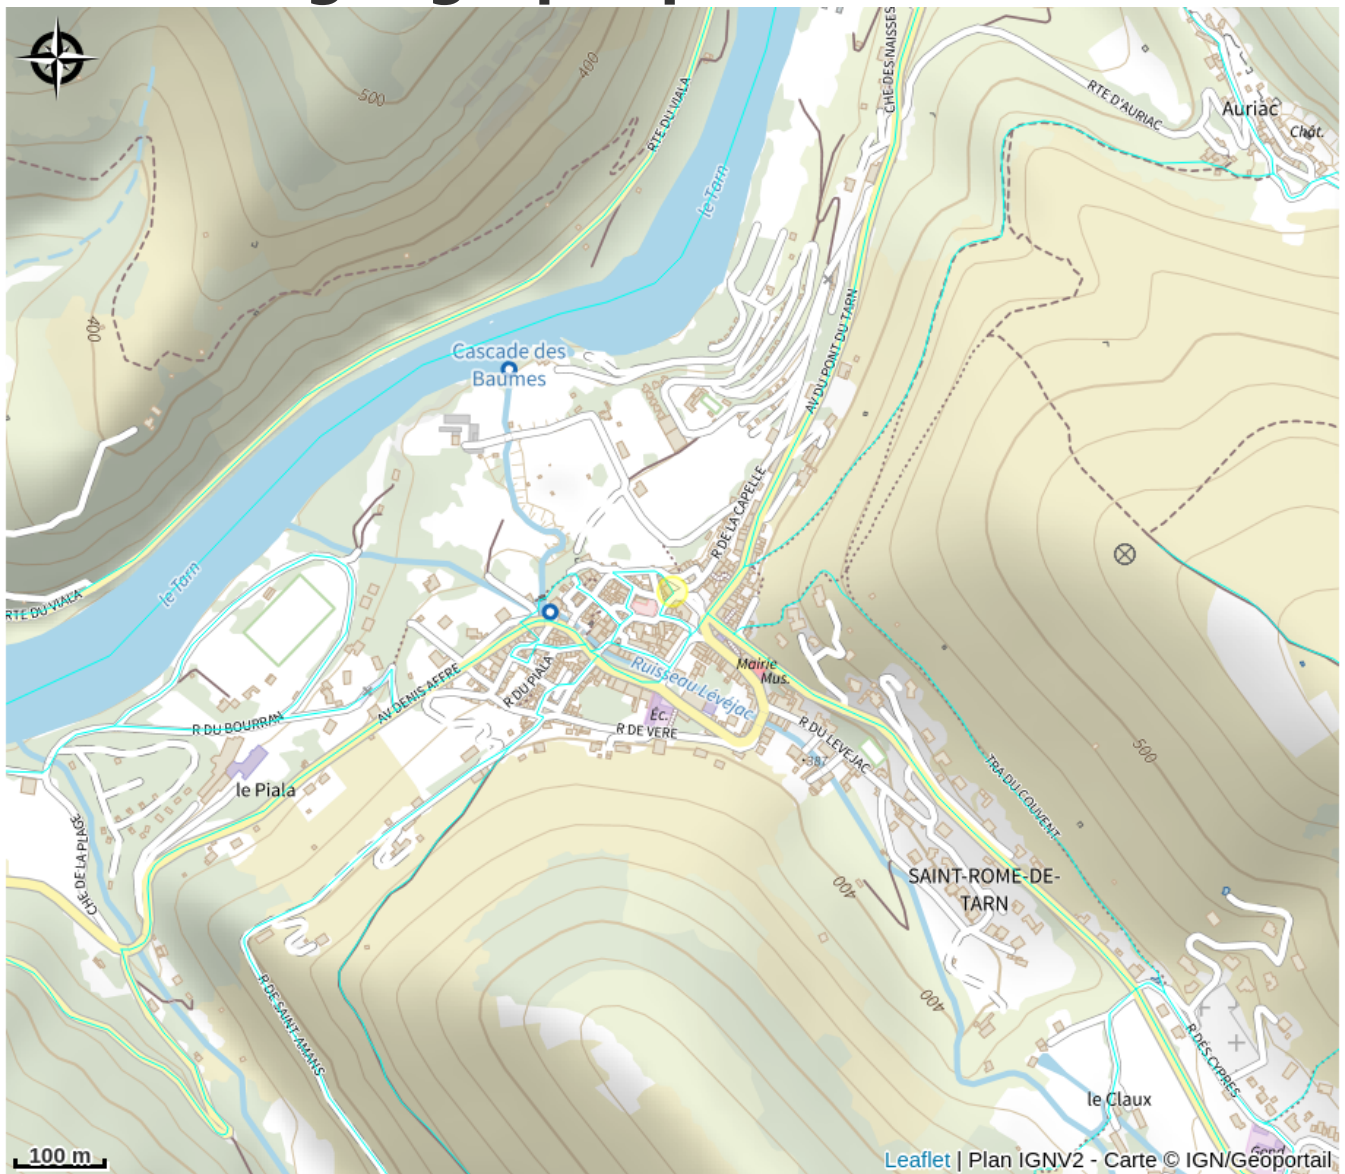 CHE DES NAISSES
400
500
RTE DU VIALA
RTE D'AURIAC
Auriac
Chât.
le Tarn
400
AV DU PONT DU TARN
Cascade des
Baumes
R DE LA CAPELLE
le Tarn
RTE DU VIALA
Mairie
Mus.
Ruisseau Lévéjac
R DU PIALA
AV DENIS AFFRE
Éc.
R DE VERE
R DU BOURRAN
R DU LEVEJAC
387
500
TRA DU COUVENT
le Piala
CHE DE LA PLAGE
400
SAINT-ROME-DE-
TARN
400
R DE SAINT-AMANS
R DES CYPRES
le Claux
Gend.
100 m
Leaflet | Plan IGNV2 - Carte © IGN/Géoportail